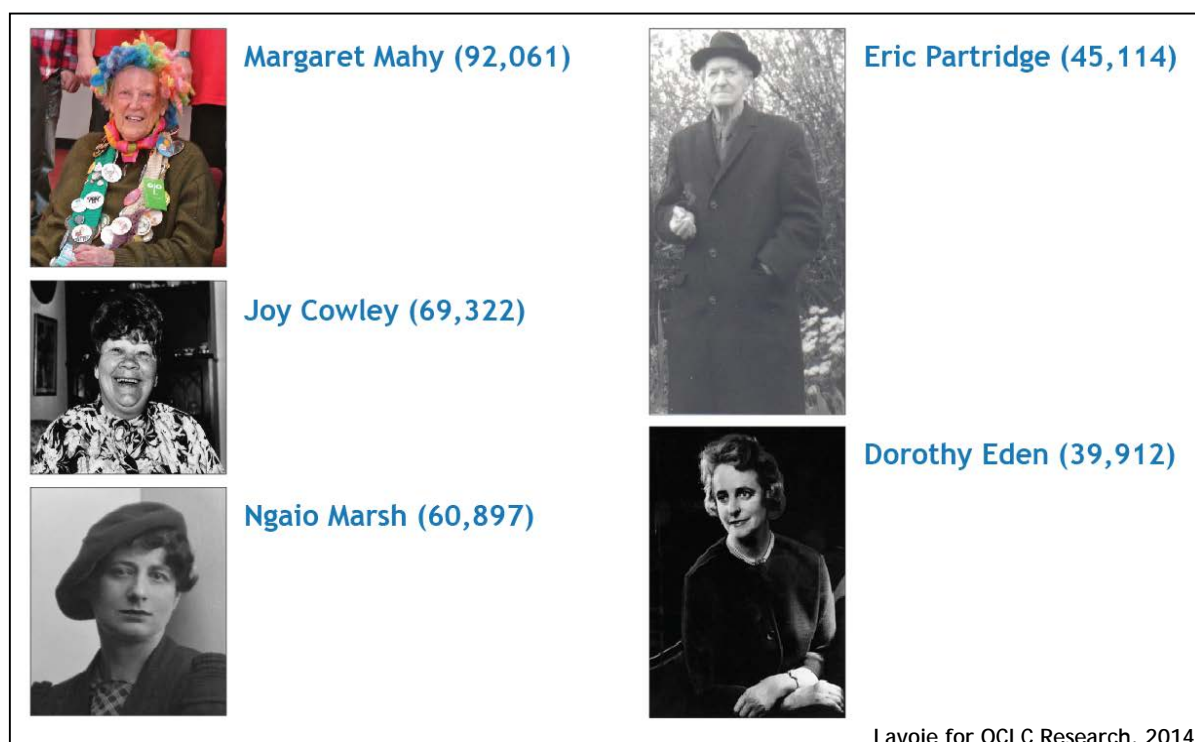 Margaret Mahy (92,061)
Joy Cowley (69,322)
Ngaio Marsh (60,897)
Eric Partridge (45,114)
Dorothy Eden (39,912)
Lavoie for OCLC Research, 2014